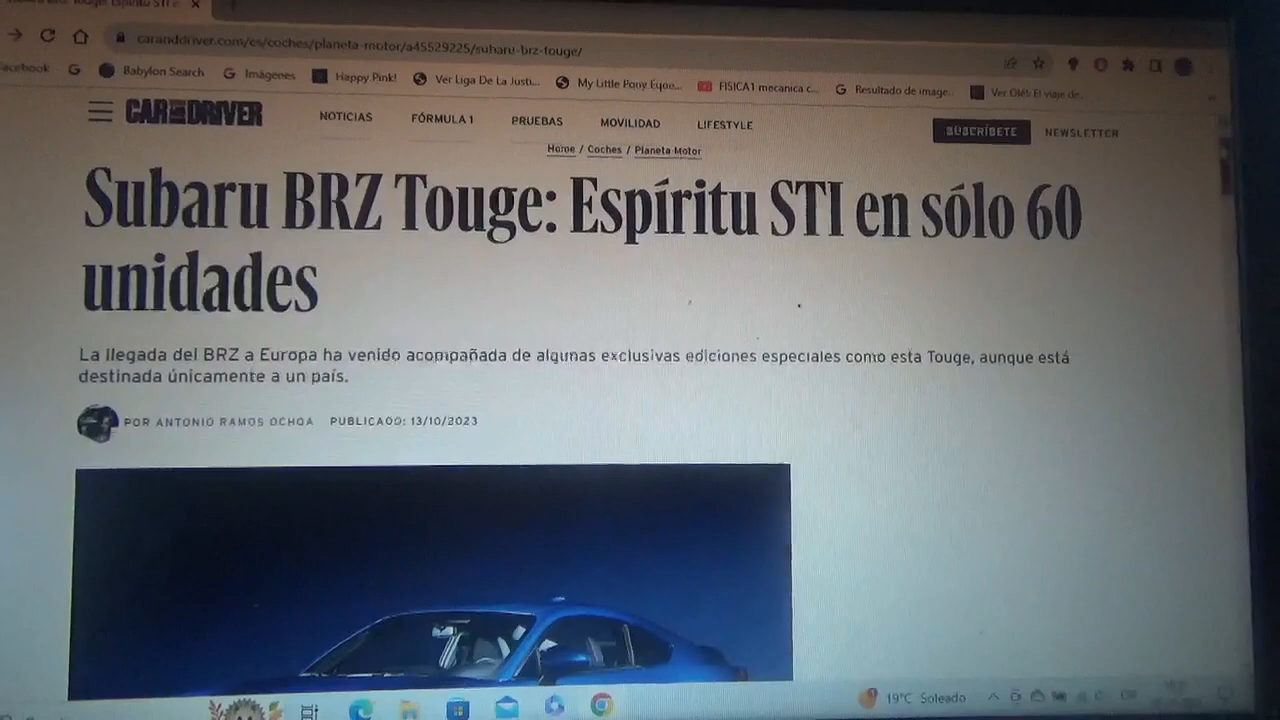 caranddriver.com/es/coches/planeta-motor/a45529225/subaru-brz-touge/
acebook G Babylon Search G Imágenes Happy Pink! Ver Liga De La Justi... My Little Pony Eque... FISICA1 mecanica c... G Resultado de image... Ver Olé! El viaje de...
CAR AND DRIVER NOTICIAS FÓRMULA 1 PRUEBAS MOVILIDAD LIFESTYLE SUSCRÍBETE NEWSLETTER
Home / Coches / Planeta Motor
Subaru BRZ Touge: Espíritu STI en sólo 60
unidades
La llegada del BRZ a Europa ha venido acompañada de algunas exclusivas ediciones especiales como esta Touge, aunque está
destinada únicamente a un país.
POR ANTONIO RAMOS OCHOA PUBLICADO: 13/10/2023
19°C Soleado